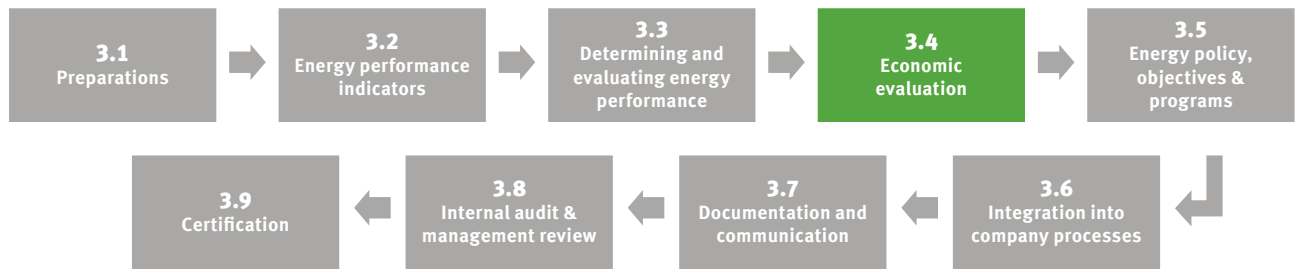 3.1
Preparations
3.2
Energy performance
indicators
3.3
Determining and
evaluating energy
performance
3.4
Economic
evaluation
3.5
Energy policy,
objectives &
programs
3.6
Integration into
company processes
3.7
Documentation and
communication
3.8
Internal audit &
management review
3.9
Certification